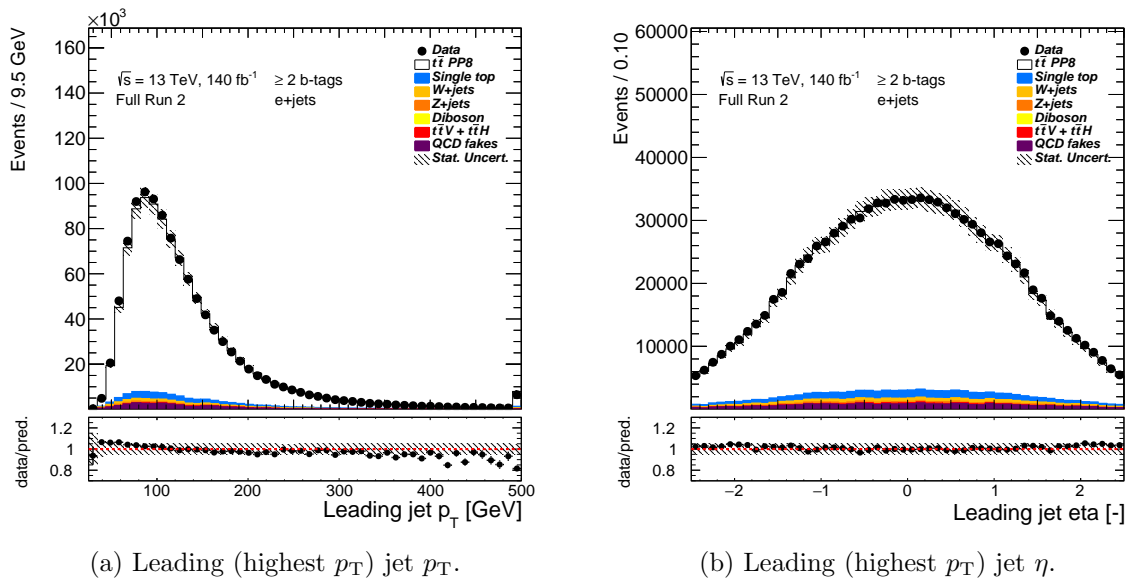 ×10³
Events / 9.5 GeV
160
140
120
100
80
60
40
20
√s = 13 TeV, 140 fb⁻¹ ≥ 2 b-tags
Full Run 2 e+jets
Data
tt̄ PP8
Single top
W+jets
Z+jets
Diboson
tt̄V + tt̄H
QCD fakes
Stat. Uncert.
data/pred.
1.2
1
0.8
100 200 300 400 500
Leading jet p_T [GeV]
(a) Leading (highest p_T) jet p_T.
Events / 0.10
60000
50000
40000
30000
20000
10000
√s = 13 TeV, 140 fb⁻¹ ≥ 2 b-tags
Full Run 2 e+jets
Data
tt̄ PP8
Single top
W+jets
Z+jets
Diboson
tt̄V + tt̄H
QCD fakes
Stat. Uncert.
data/pred.
1.2
1
0.8
−2 −1 0 1 2
Leading jet eta [-]
(b) Leading (highest p_T) jet η.